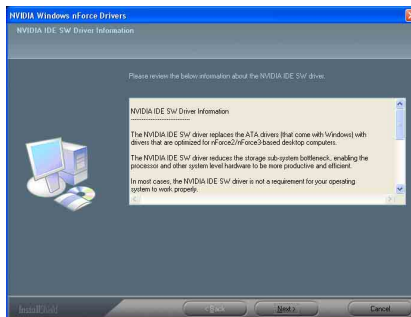 NVIDIA Windows nForce Drivers
NVIDIA IDE SW Driver Information
Please review the below information about the NVIDIA IDE SW driver.
NVIDIA IDE SW Driver Information
--------------------------------
The NVIDIA IDE SW driver replaces the ATA drivers (that come with Windows) with
drivers that are optimized for nForce2/nForce3-based desktop computers.
The NVIDIA IDE SW driver reduces the storage sub-system bottleneck, enabling the
processor and other system level hardware to be more productive and efficient.
In most cases, the NVIDIA IDE SW driver is not a requirement for your operating
system to work properly.
InstallShield
< Back
Next >
Cancel